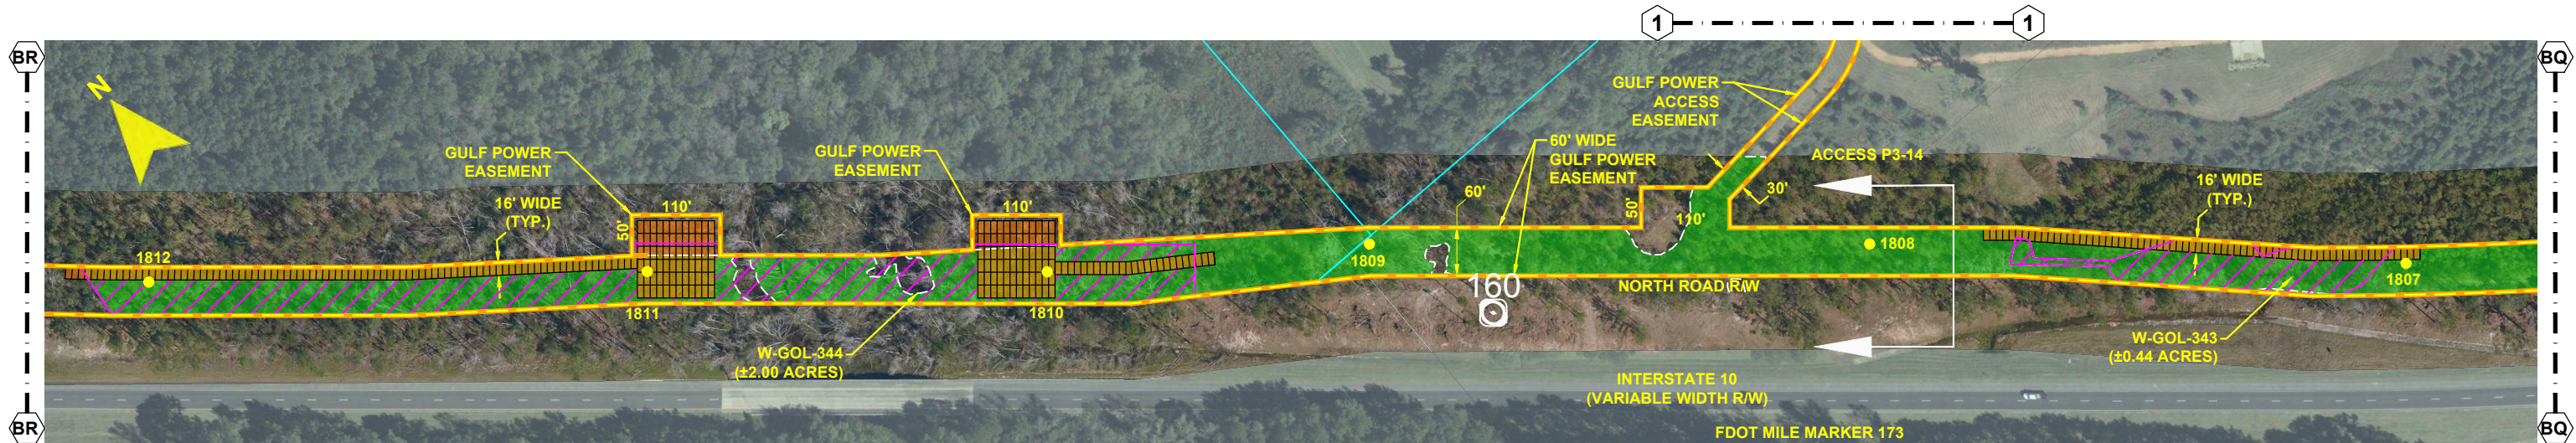 1
1
BR
BQ
N
GULF POWER
EASEMENT
GULF POWER
EASEMENT
GULF POWER
ACCESS
EASEMENT
60' WIDE
GULF POWER
EASEMENT
ACCESS P3-14
16' WIDE
(TYP.)
110'
50'
110'
60'
50'
110'
30'
16' WIDE
(TYP.)
1812
1811
1810
1809
1808
1807
160
NORTH ROAD R/W
W-GOL-344
(±2.00 ACRES)
W-GOL-343
(±0.44 ACRES)
INTERSTATE 10
(VARIABLE WIDTH R/W)
FDOT MILE MARKER 173
BR
BQ